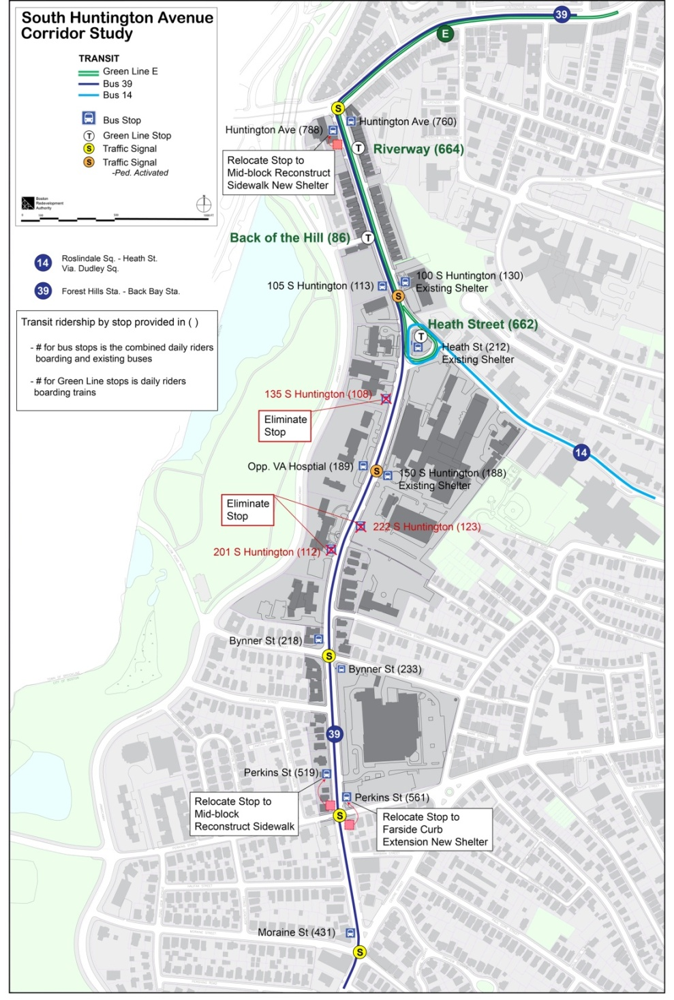 South Huntington Avenue
Corridor Study
TRANSIT
Green Line E
Bus 39
Bus 14
Bus Stop
T
Green Line Stop
S
Traffic Signal
S
Traffic Signal
-Ped. Activated
Boston
Redevelopment
Authority
N
14
Roslindale Sq. - Heath St.
Via. Dudley Sq.
39
Forest Hills Sta. - Back Bay Sta.
Transit ridership by stop provided in ( )
- # for bus stops is the combined daily riders
boarding and existing buses
- # for Green Line stops is daily riders
boarding trains
39
E
S
Huntington Ave (760)
Huntington Ave (788)
T
Riverway (664)
Relocate Stop to
Mid-block Reconstruct
Sidewalk New Shelter
Back of the Hill (86)
T
100 S Huntington (130)
Existing Shelter
105 S Huntington (113)
S
Heath Street (662)
T
Heath St (212)
Existing Shelter
135 S Huntington (108)
Eliminate
Stop
14
Opp. VA Hosptial (189)
S
150 S Huntington (188)
Existing Shelter
Eliminate
Stop
222 S Huntington (123)
201 S Huntington (112)
Bynner St (218)
S
Bynner St (233)
39
Perkins St (519)
Perkins St (561)
Relocate Stop to
Mid-block
Reconstruct Sidewalk
S
Relocate Stop to
Farside Curb
Extension New Shelter
Moraine St (431)
S